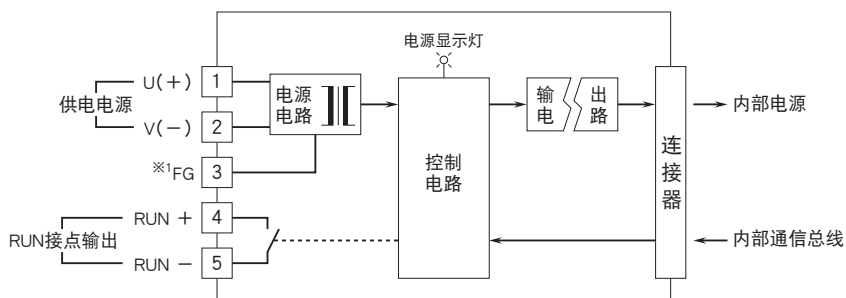 电源显示灯
U(+) 1
供电电源
V(−) 2
※1FG 3
RUN + 4
RUN接点输出
RUN − 5
电源
电路
控制
电路
输 出
电 路
连接器
内部电源
内部通信总线